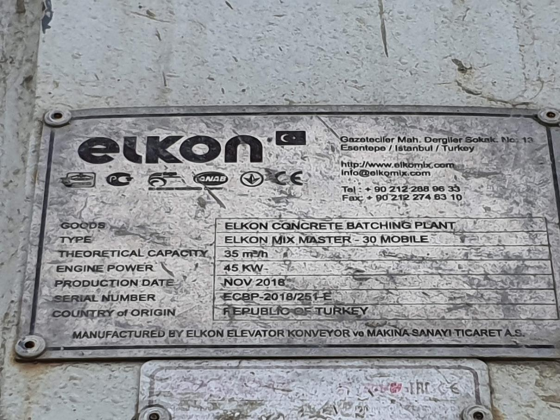 elkon
Gazeteciler Mah. Dergiler Sokak. No: 13
Esentepe / Istanbul / Turkey
http://www.elkomix.com
info@elkomix.com
Tel : + 90 212 288 96 33
Fax: + 90 212 274 63 10
GOODS ELKON CONCRETE BATCHING PLANT
TYPE ELKON MIX MASTER - 30 MOBILE
THEORETICAL CAPACITY 35 m³/h
ENGINE POWER 45 KW
PRODUCTION DATE NOV 2018
SERIAL NUMBER ECBP-2018/251-E
COUNTRY of ORIGIN REPUBLIC OF TURKEY
MANUFACTURED BY ELKON ELEVATOR KONVEYOR ve MAKINA SANAYI TICARET A.S.
EAC CE